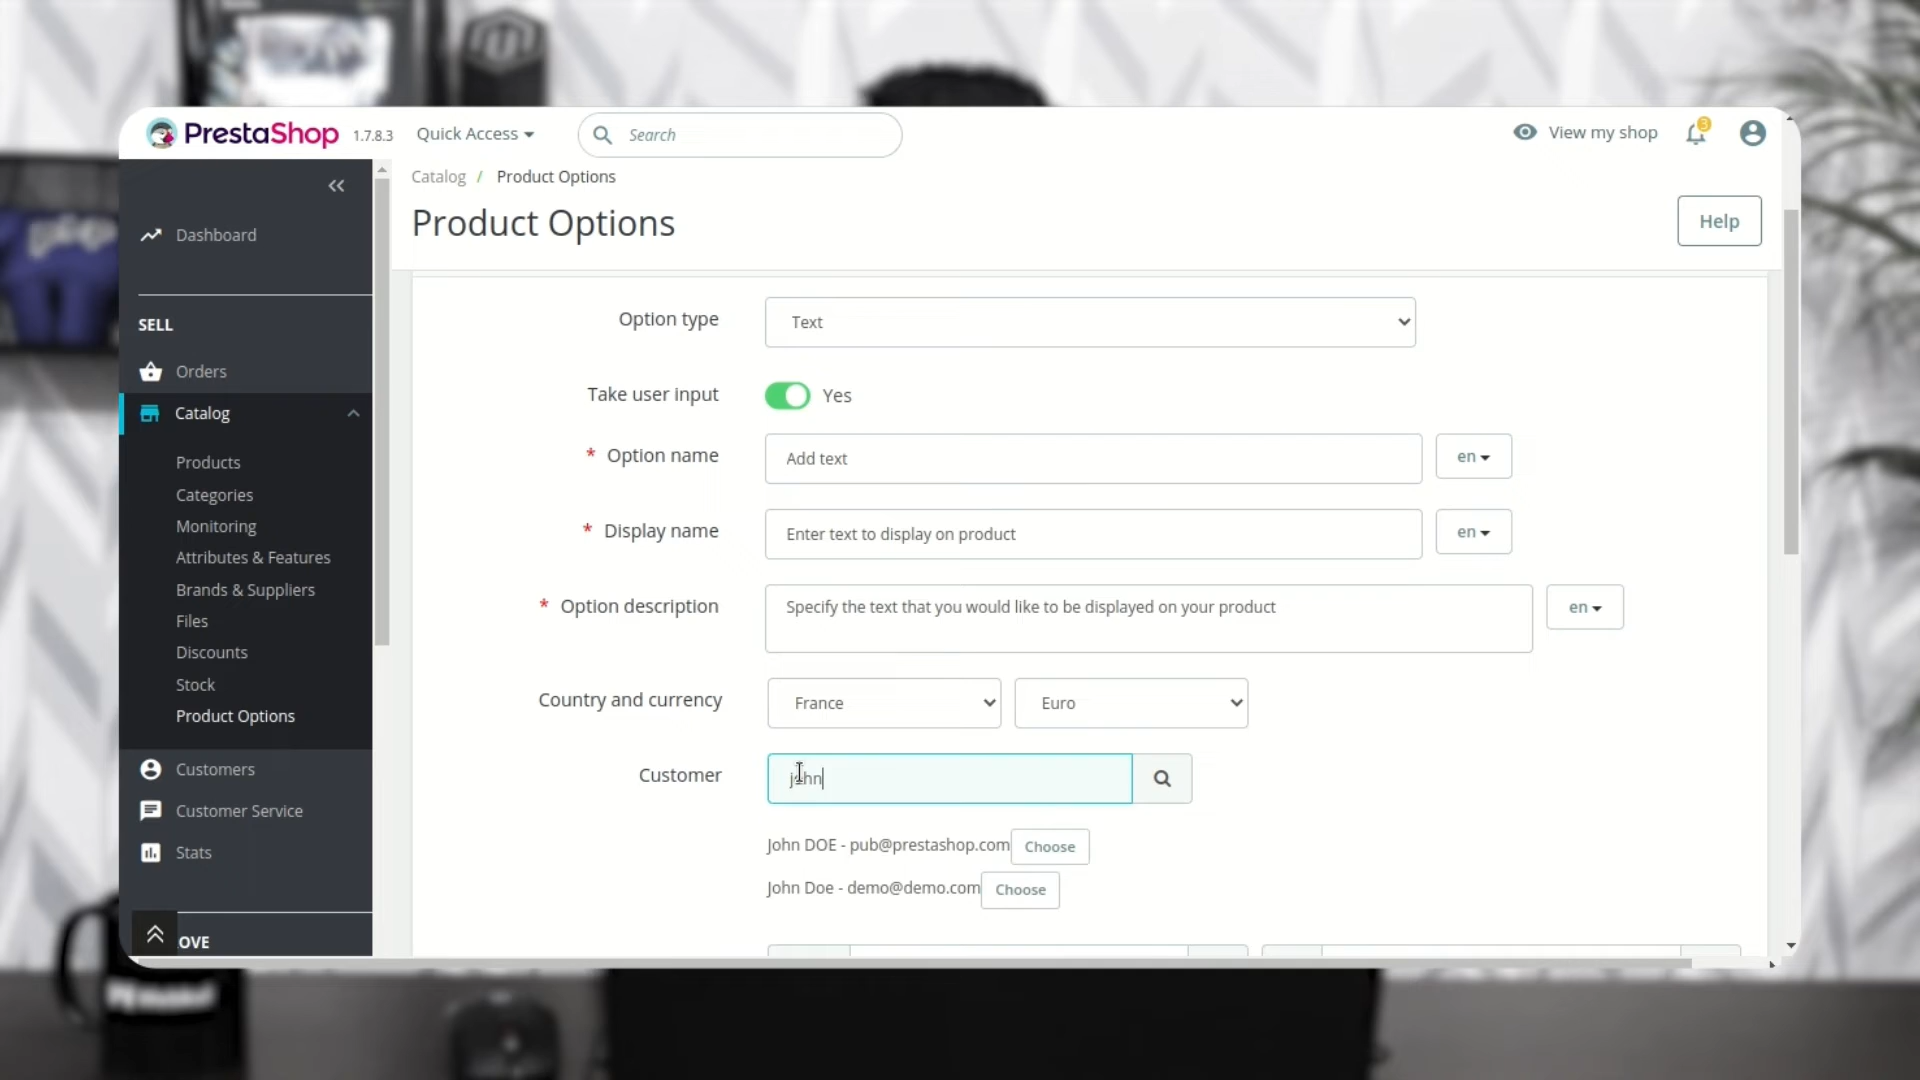 PrestaShop 1.7.8.3 Quick Access Search View my shop 3
Catalog / Product Options
Product Options Help
Dashboard
SELL
Orders
Catalog
Products
Categories
Monitoring
Attributes & Features
Brands & Suppliers
Files
Discounts
Stock
Product Options
Customers
Customer Service
Stats
OVE
Option type Text
Take user input Yes
* Option name Add text en
* Display name Enter text to display on product en
* Option description Specify the text that you would like to be displayed on your product en
Country and currency France Euro
Customer john
John DOE - pub@prestashop.com Choose
John Doe - demo@demo.com Choose